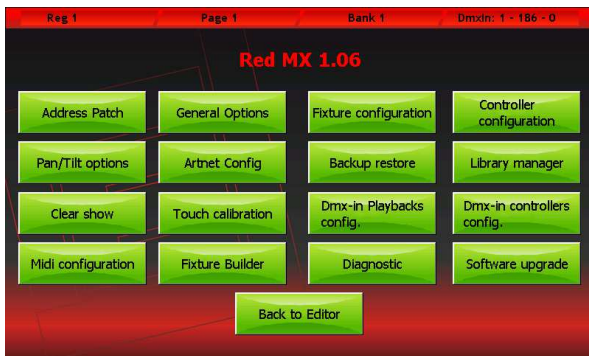 Reg 1 Page 1 Bank 1 DmxIn: 1 - 186 - 0
Red MX 1.06
Address Patch General Options Fixture configuration Controller
configuration
Pan/Tilt options Artnet Config Backup restore Library manager
Clear show Touch calibration Dmx-in Playbacks Dmx-in controllers
config. config.
Midi configuration Fixture Builder Diagnostic Software upgrade
Back to Editor